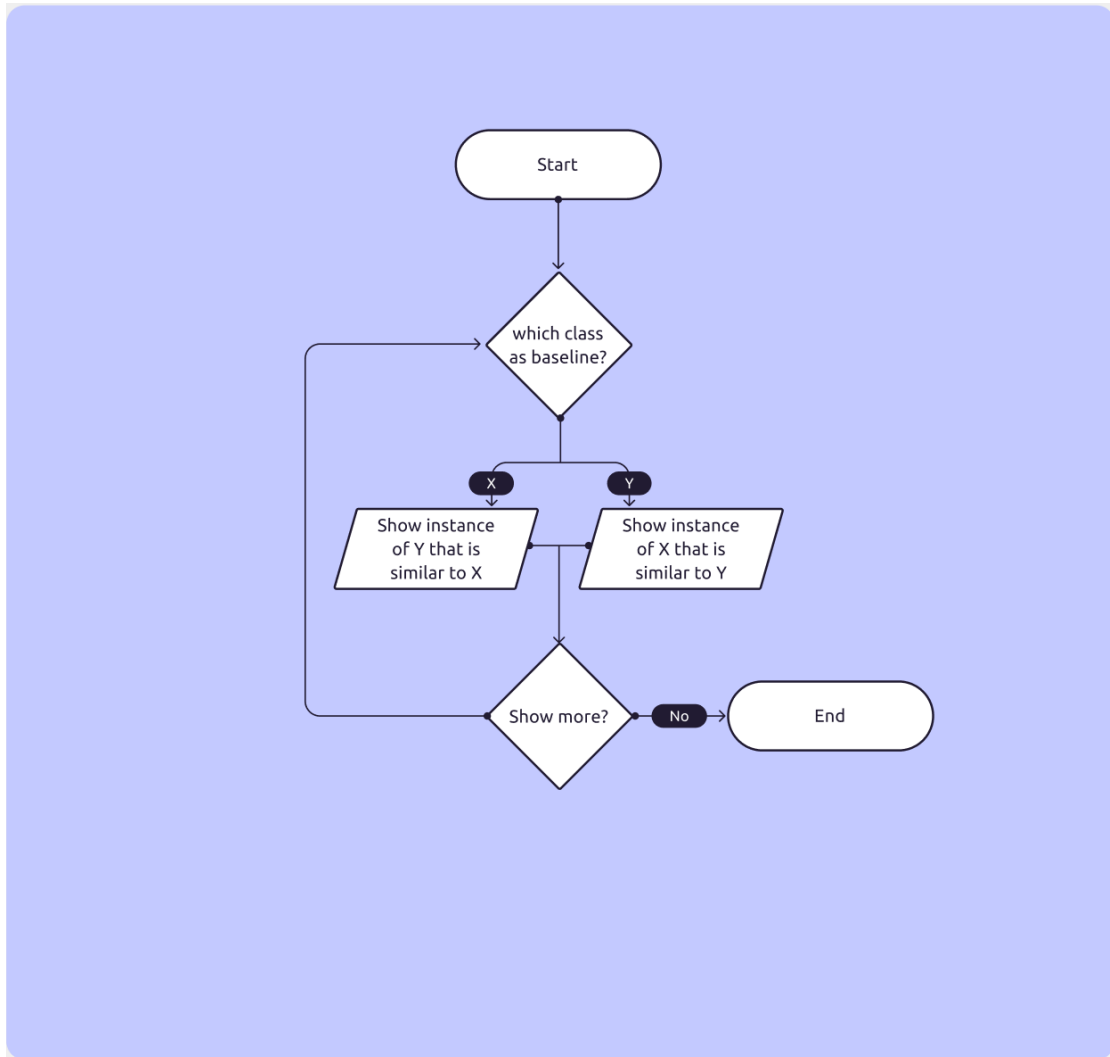 Start
which class
as baseline?
X
Y
Show instance
of Y that is
similar to X
Show instance
of X that is
similar to Y
Show more?
No
End